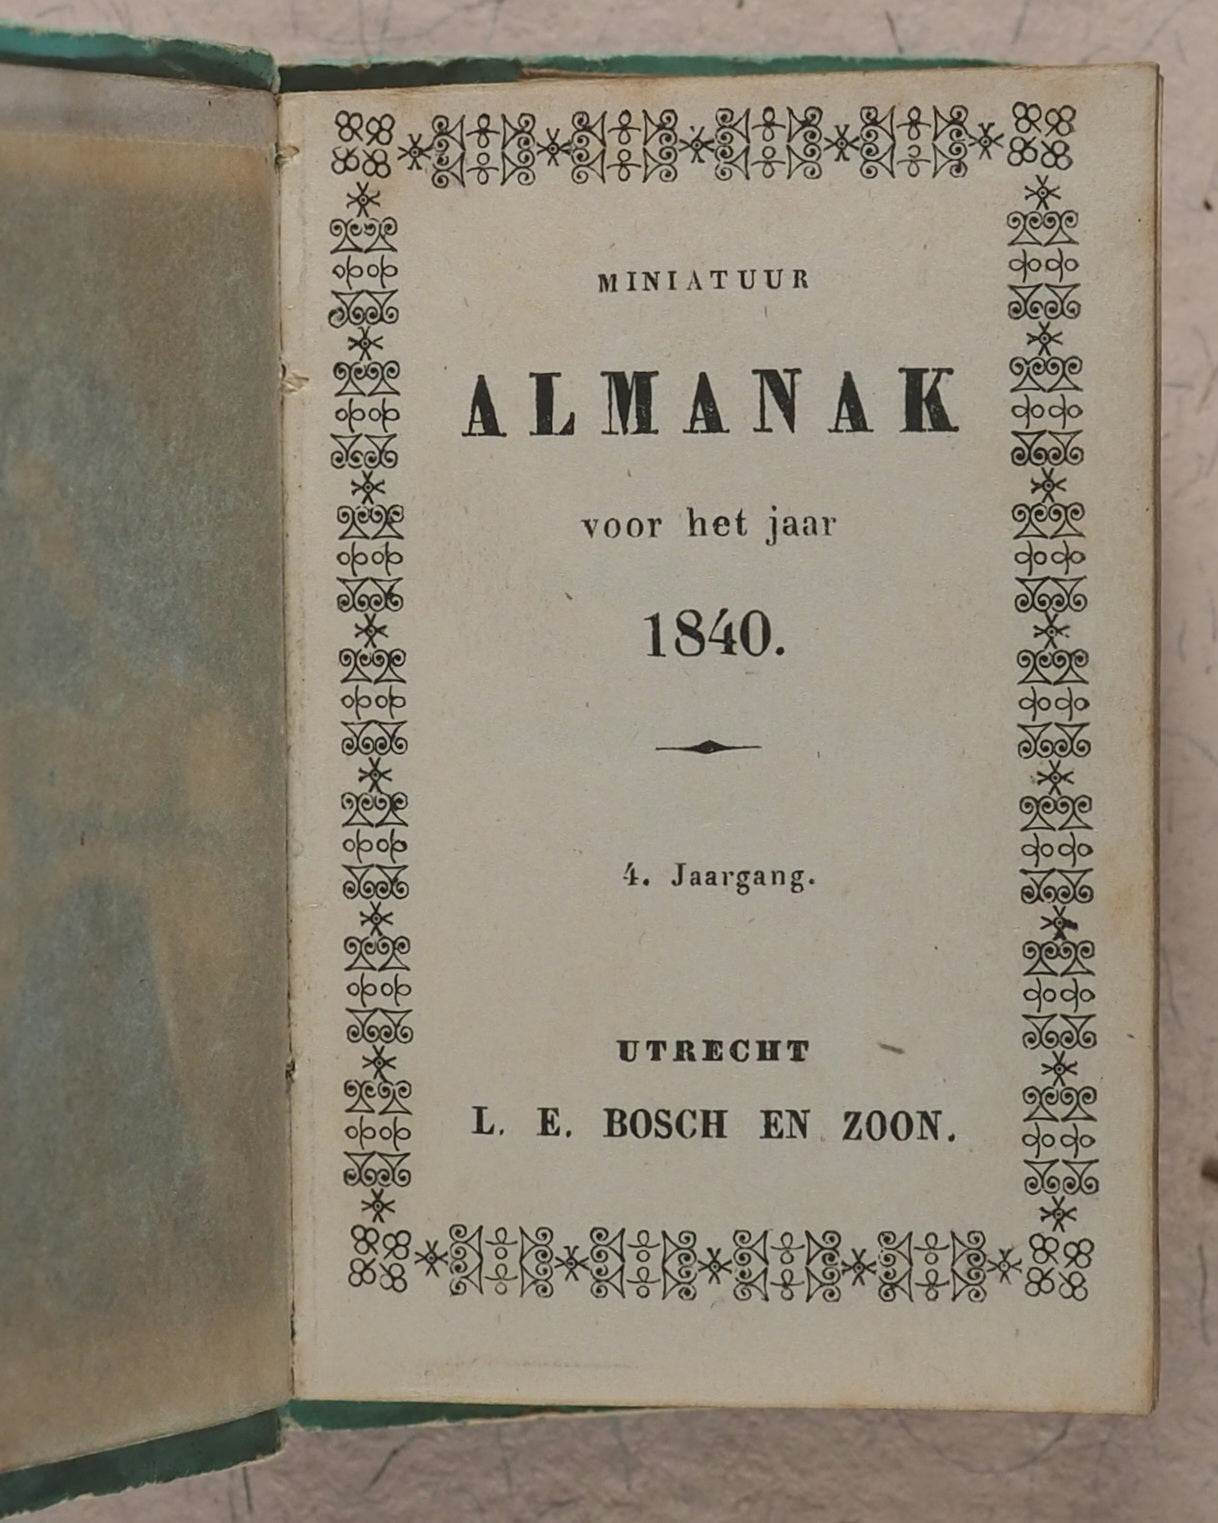 MINIATUUR
ALMANAK
voor het jaar
1840.
4. Jaargang.
UTRECHT
L. E. BOSCH EN ZOON.